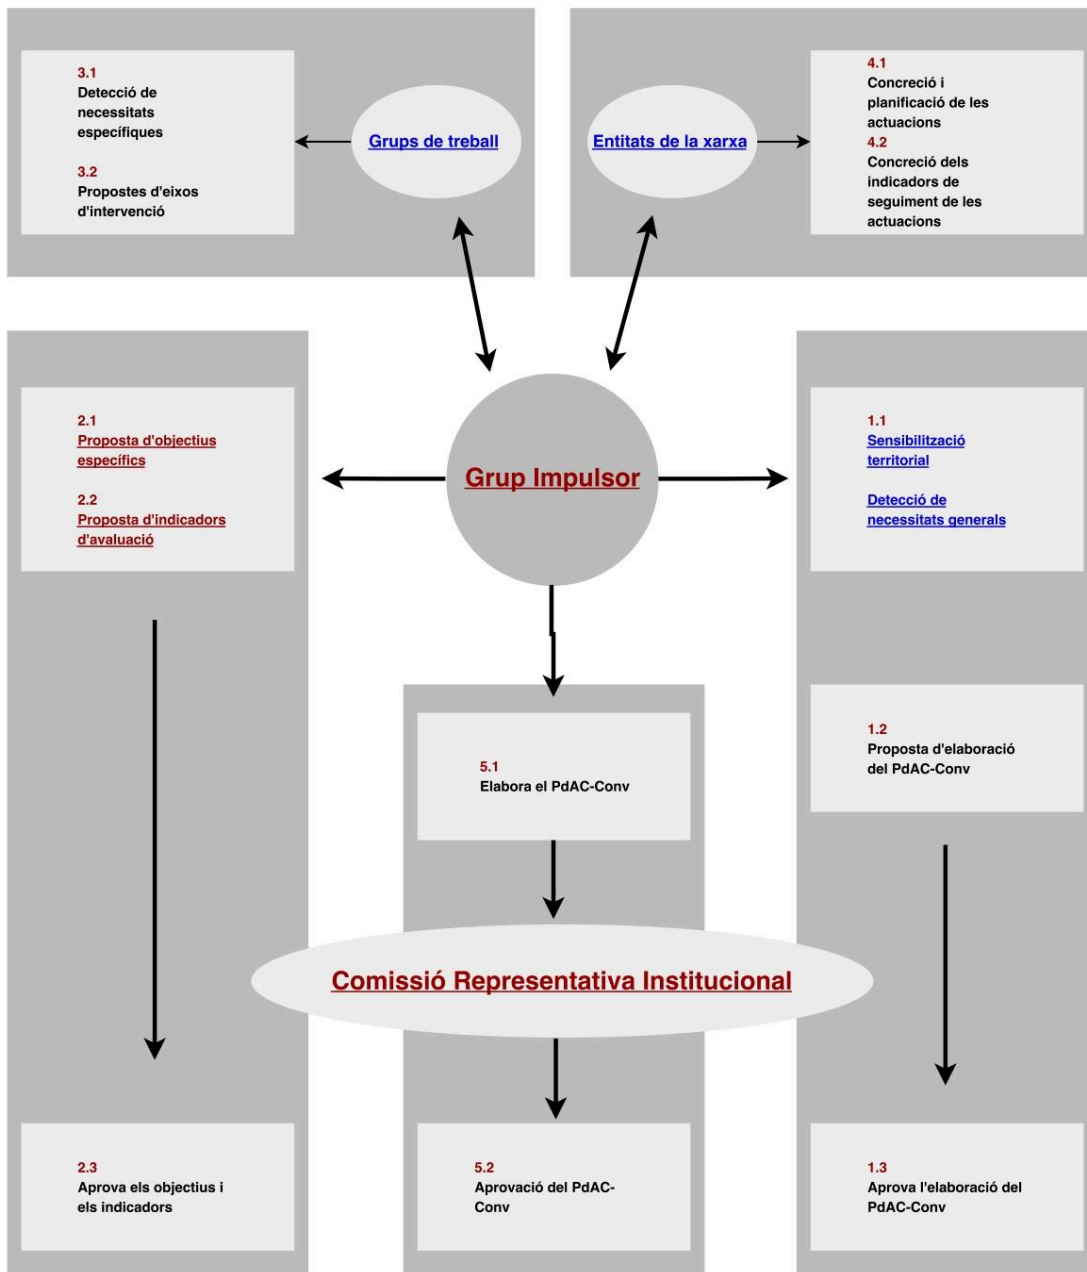 3.1
Detecció de
necessitats
específiques
3.2
Propostes d'eixos
d'intervenció
Grups de treball
Entitats de la xarxa
4.1
Concreció i
planificació de les
actuacions
4.2
Concreció dels
indicadors de
seguiment de les
actuacions
2.1
Proposta d'objectius
específics
2.2
Proposta d'indicadors
d'avaluació
Grup Impulsor
1.1
Sensibilització
territorial
Detecció de
necessitats generals
5.1
Elabora el PdAC-Conv
1.2
Proposta d'elaboració
del PdAC-Conv
Comissió Representativa Institucional
2.3
Aprova els objectius i
els indicadors
5.2
Aprovació del PdAC-
Conv
1.3
Aprova l'elaboració del
PdAC-Conv